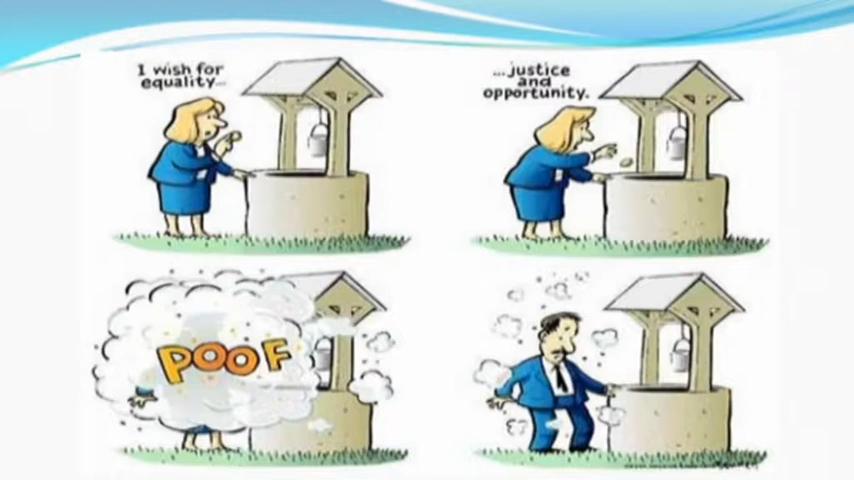 I wish for
equality...
...justice
and
opportunity.
POOF